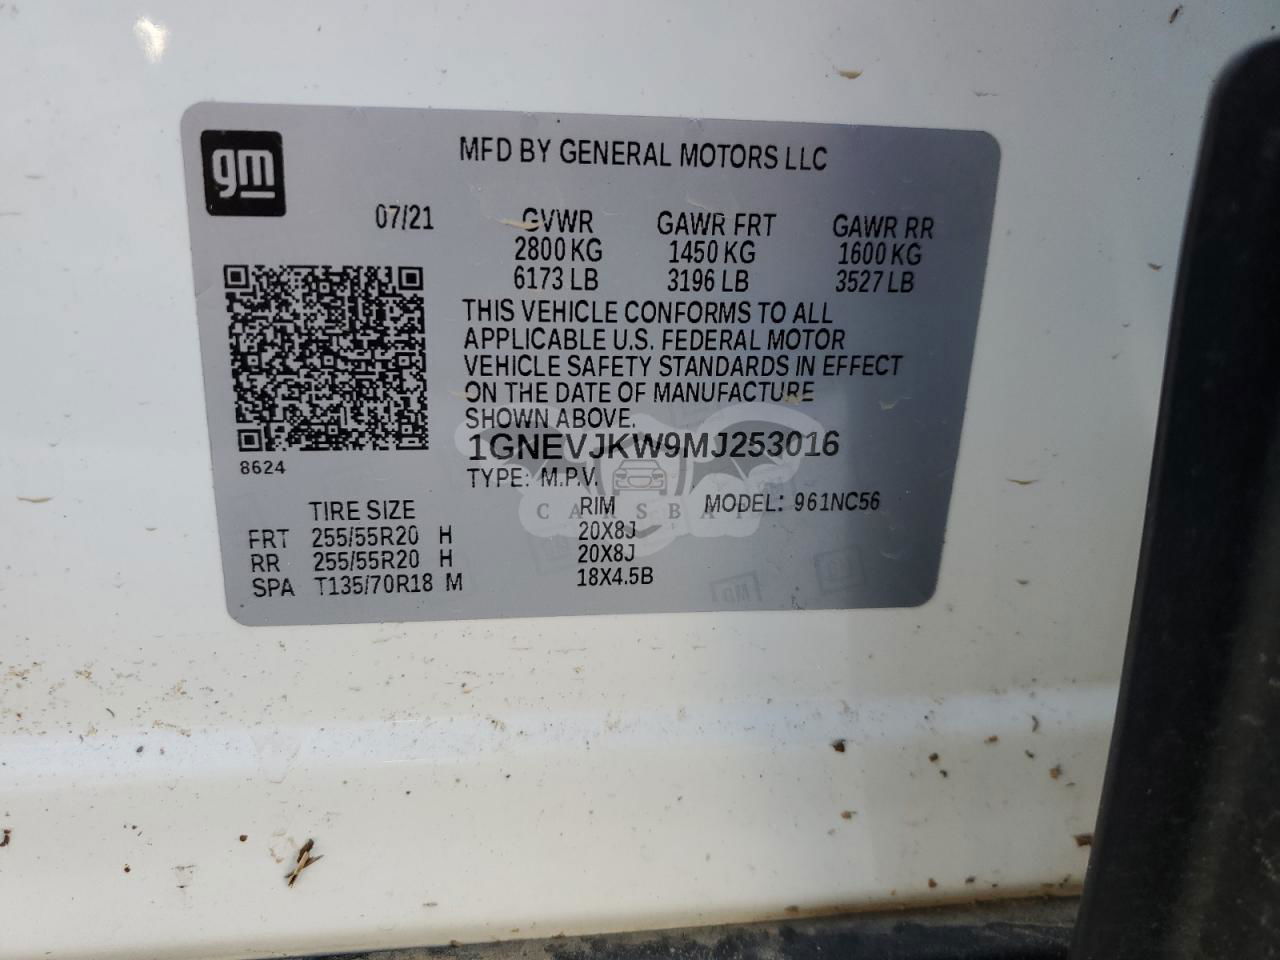 gm
MFD BY GENERAL MOTORS LLC
07/21 GVWR GAWR FRT GAWR RR
2800 KG 1450 KG 1600 KG
6173 LB 3196 LB 3527 LB
THIS VEHICLE CONFORMS TO ALL
APPLICABLE U.S. FEDERAL MOTOR
VEHICLE SAFETY STANDARDS IN EFFECT
ON THE DATE OF MANUFACTURE
SHOWN ABOVE.
1GNEVJKW9MJ253016
8624
TYPE: M.P.V.
TIRE SIZE RIM MODEL: 961NC56
CARSBAT
FRT 255/55R20 H 20X8J
RR 255/55R20 H 20X8J
SPA T135/70R18 M 18X4.5B